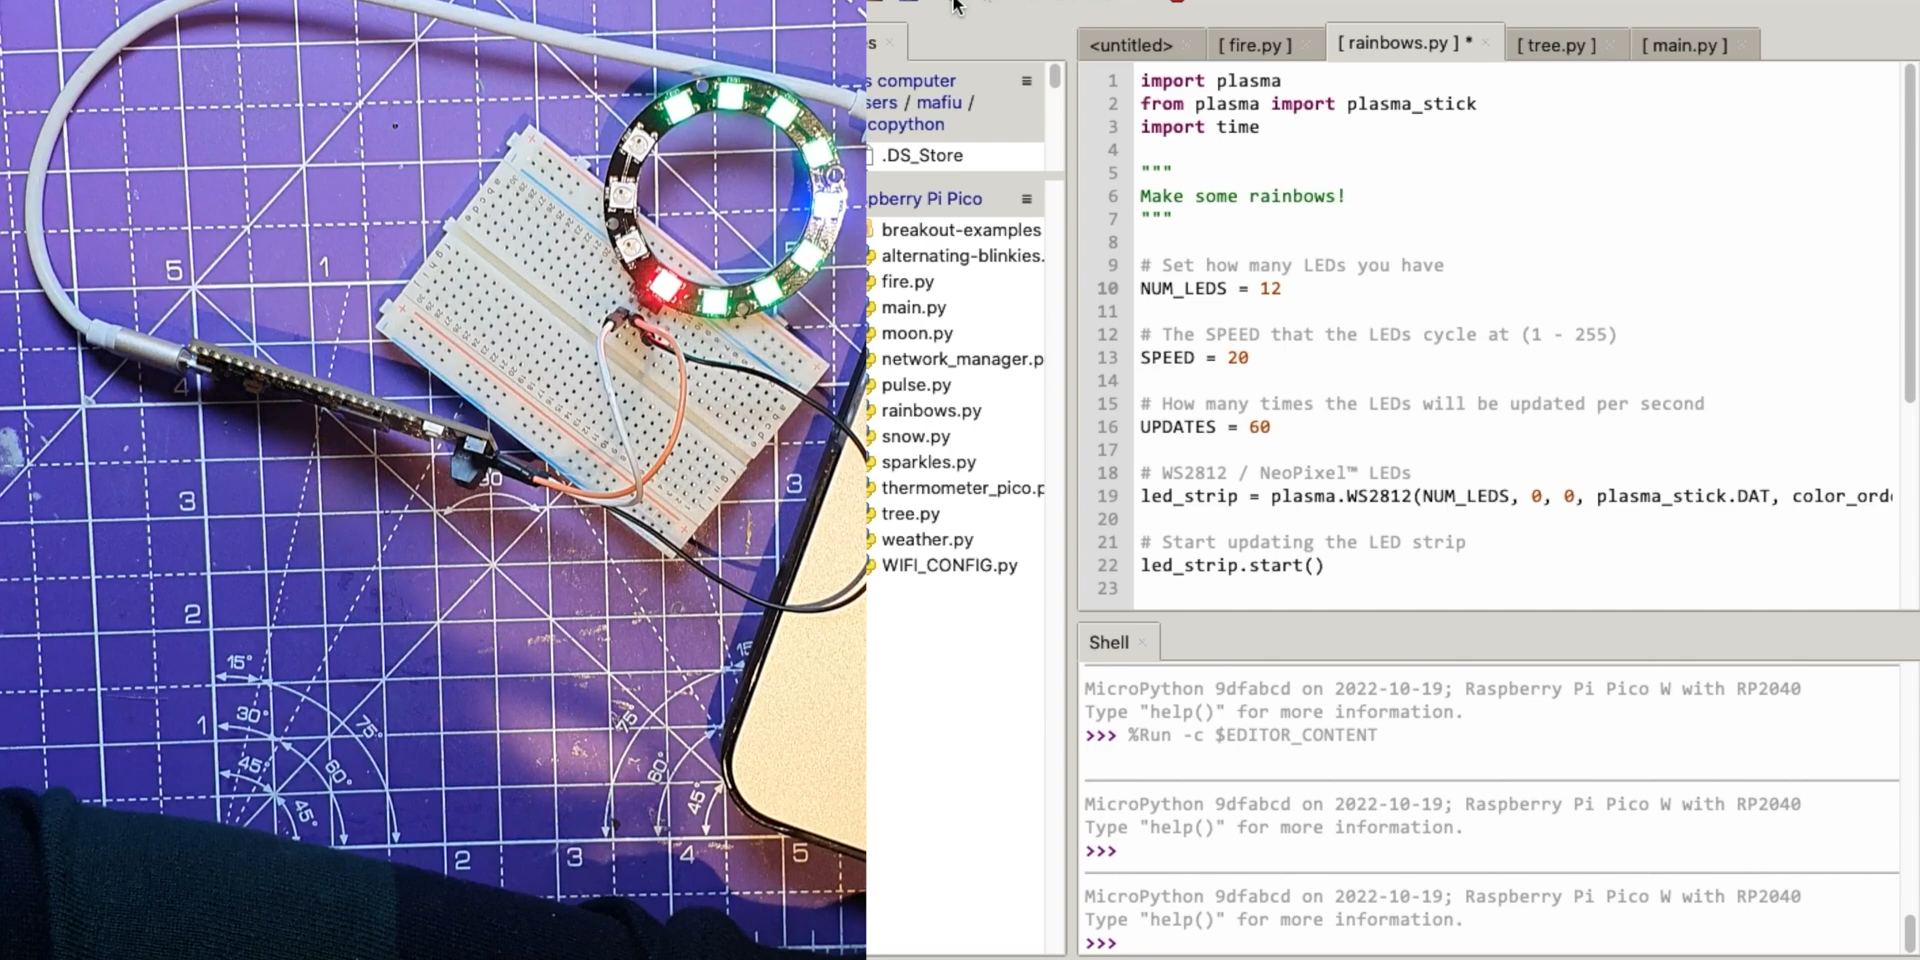 <untitled>
[ fire.py ]
[ rainbows.py ] *
[ tree.py ]
[ main.py ]
sers / mafiu /
copython
.DS_Store
pberry Pi Pico
breakout-examples
alternating-blinkies.
fire.py
main.py
moon.py
network_manager.p
pulse.py
rainbows.py
snow.py
sparkles.py
thermometer_pico.p
tree.py
weather.py
WIFI_CONFIG.py
1 import plasma
2 from plasma import plasma_stick
3 import time
4
5 """
6 Make some rainbows!
7 """
8
9 # Set how many LEDs you have
10 NUM_LEDS = 12
11
12 # The SPEED that the LEDs cycle at (1 - 255)
13 SPEED = 20
14
15 # How many times the LEDs will be updated per second
16 UPDATES = 60
17
18 # WS2812 / NeoPixel™ LEDs
19 led_strip = plasma.WS2812(NUM_LEDS, 0, 0, plasma_stick.DAT, color_orde
20
21 # Start updating the LED strip
22 led_strip.start()
23
Shell
MicroPython 9dfabcd on 2022-10-19; Raspberry Pi Pico W with RP2040
Type "help()" for more information.
>>> %Run -c $EDITOR_CONTENT
MicroPython 9dfabcd on 2022-10-19; Raspberry Pi Pico W with RP2040
Type "help()" for more information.
>>>
MicroPython 9dfabcd on 2022-10-19; Raspberry Pi Pico W with RP2040
Type "help()" for more information.
>>>
5 1
4
3
2
1
15°
30°
45°
75°
60°
45°
90
3
75°
60°
45°
15
2 3 4 5